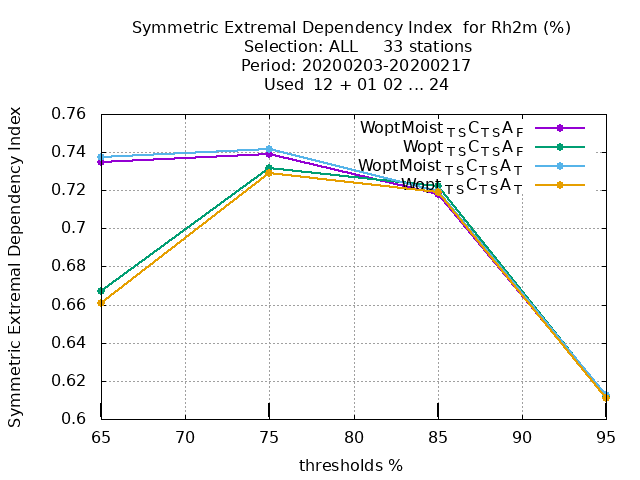 Symmetric Extremal Dependency Index for Rh2m (%)
Selection: ALL 33 stations
Period: 20200203-20200217
Used 12 + 01 02 ... 24
Symmetric Extremal Dependency Index
0.76
0.74
0.72
0.7
0.68
0.66
0.64
0.62
0.6
WoptMoist TS C TS A F
Wopt TS C TS A F
WoptMoist TS C TS A T
Wopt TS C TS A T
65 70 75 80 85 90 95
thresholds %